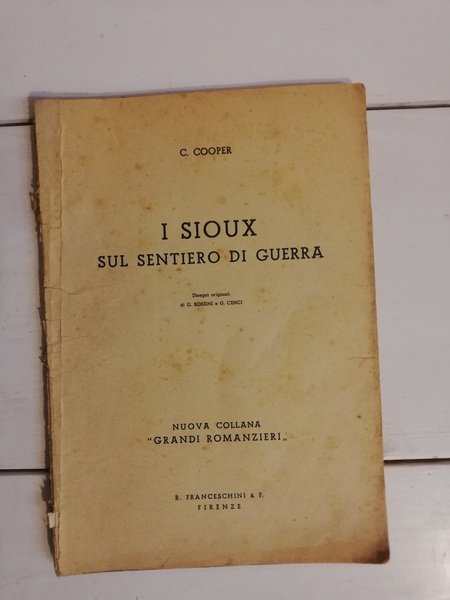 C. COOPER
I SIOUX
SUL SENTIERO DI GUERRA
Disegni originali
di G. ROSSINI e G. CENCI
NUOVA COLLANA
"GRANDI ROMANZIERI„
R. FRANCESCHINI & F.
FIRENZE